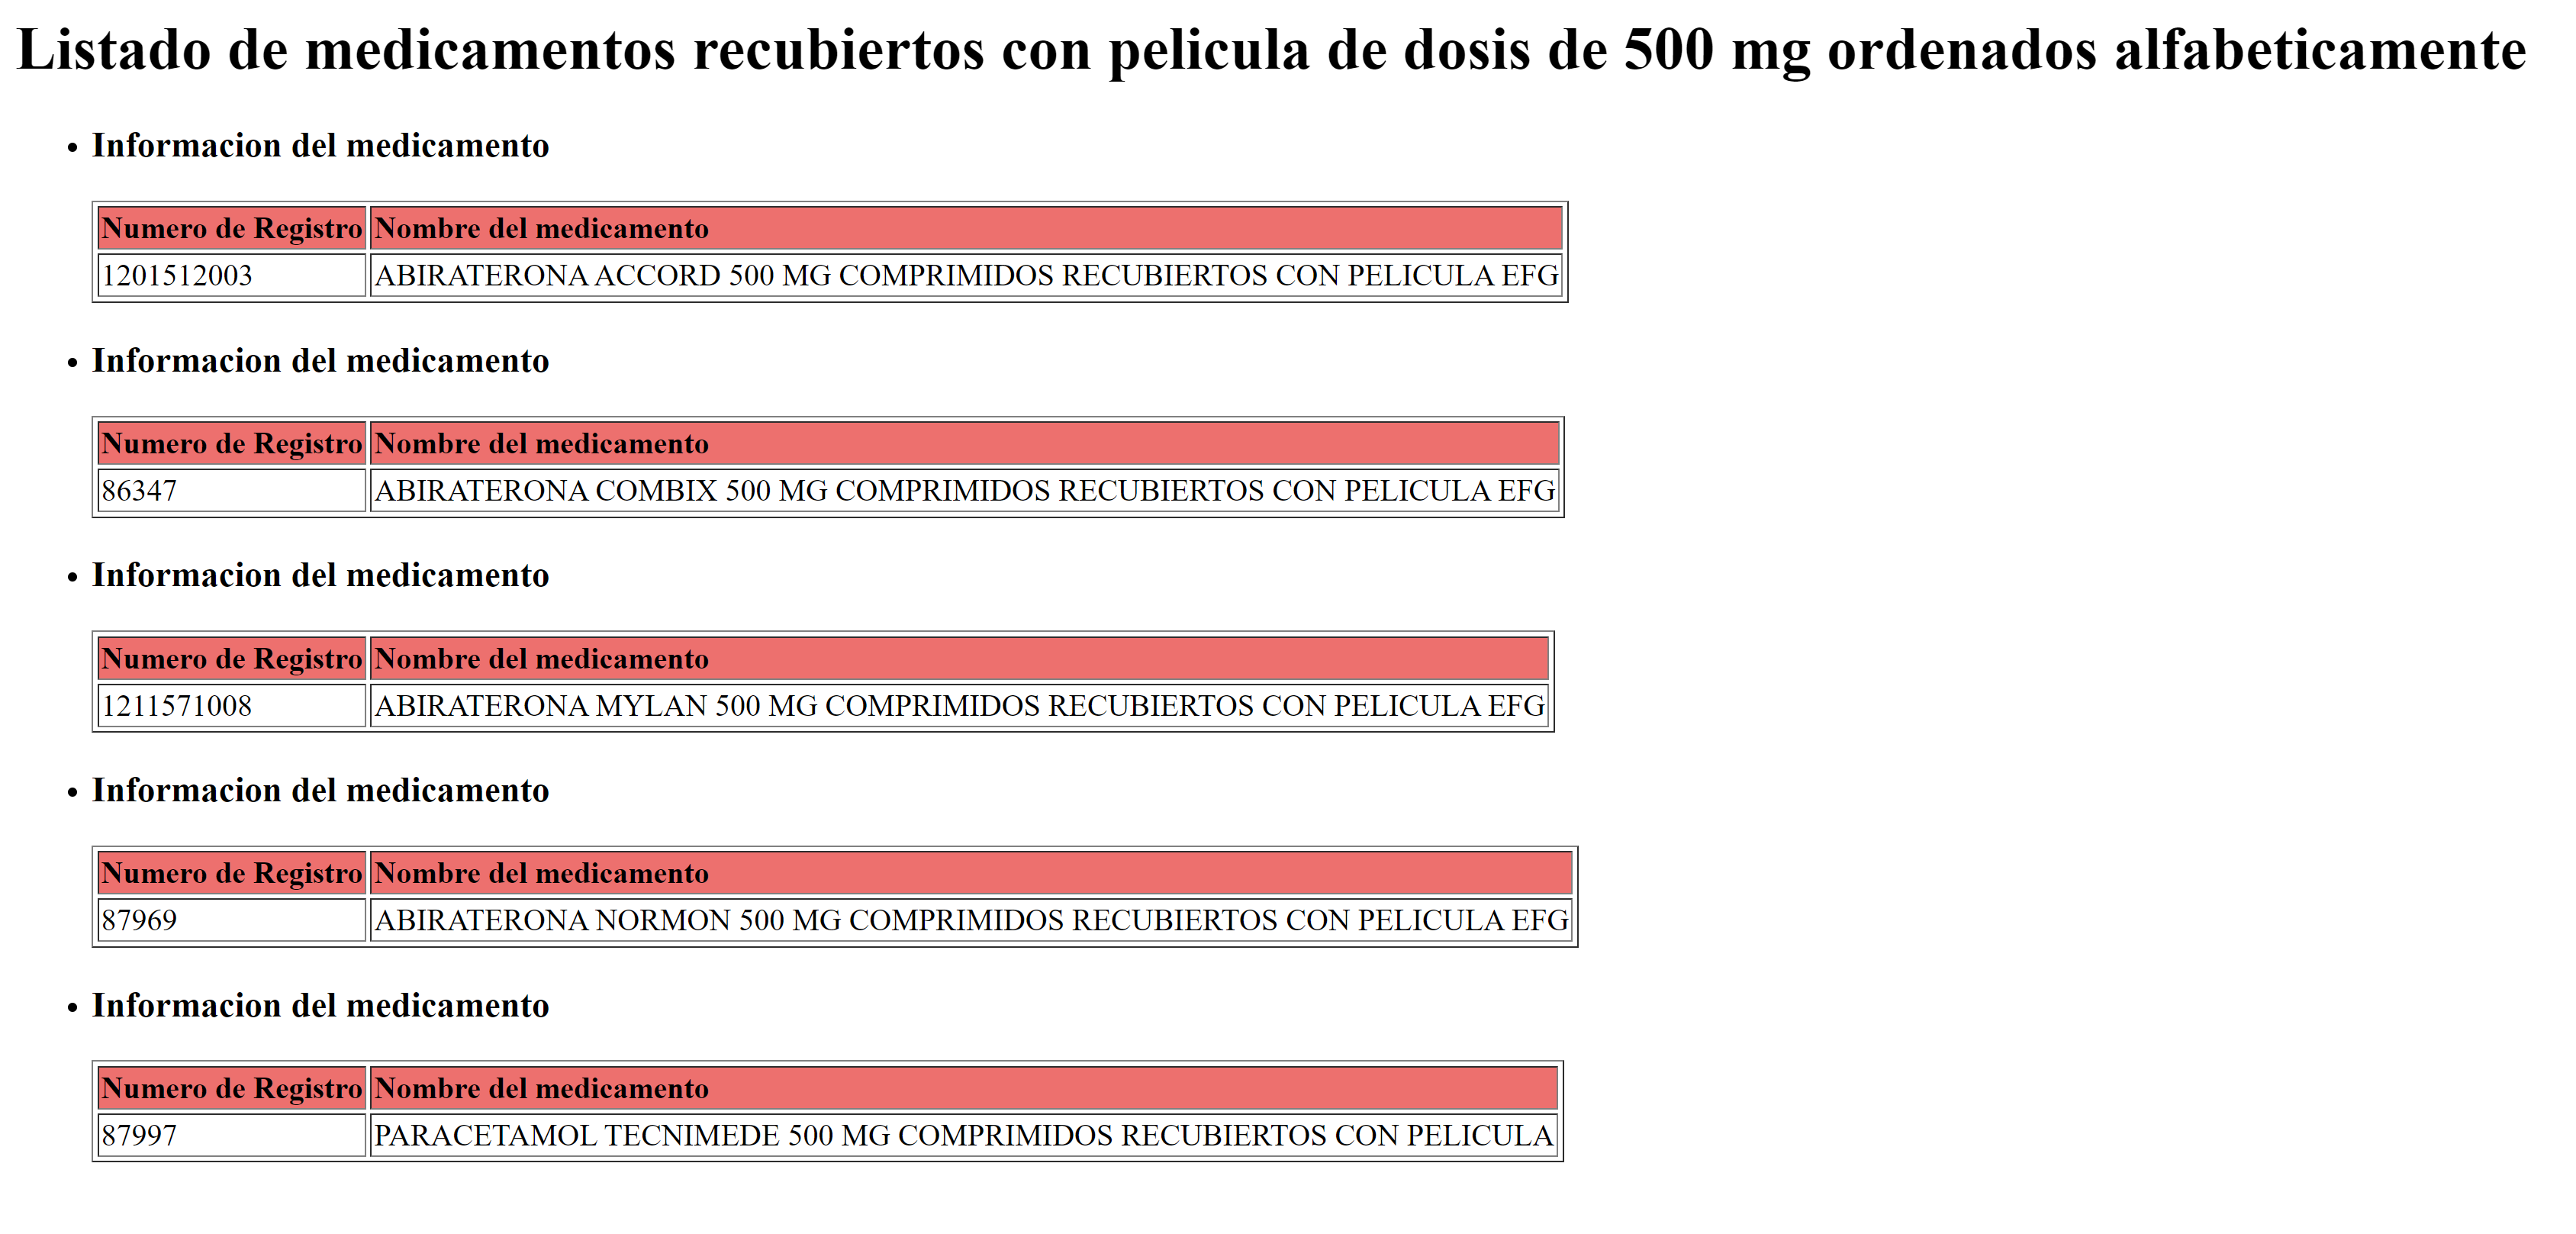 Listado de medicamentos recubiertos con pelicula de dosis de 500 mg ordenados alfabeticamente
Informacion del medicamento
Numero de Registro Nombre del medicamento
1201512003 ABIRATERONA ACCORD 500 MG COMPRIMIDOS RECUBIERTOS CON PELICULA EFG
Informacion del medicamento
Numero de Registro Nombre del medicamento
86347 ABIRATERONA COMBIX 500 MG COMPRIMIDOS RECUBIERTOS CON PELICULA EFG
Informacion del medicamento
Numero de Registro Nombre del medicamento
1211571008 ABIRATERONA MYLAN 500 MG COMPRIMIDOS RECUBIERTOS CON PELICULA EFG
Informacion del medicamento
Numero de Registro Nombre del medicamento
87969 ABIRATERONA NORMON 500 MG COMPRIMIDOS RECUBIERTOS CON PELICULA EFG
Informacion del medicamento
Numero de Registro Nombre del medicamento
87997 PARACETAMOL TECNIMEDE 500 MG COMPRIMIDOS RECUBIERTOS CON PELICULA